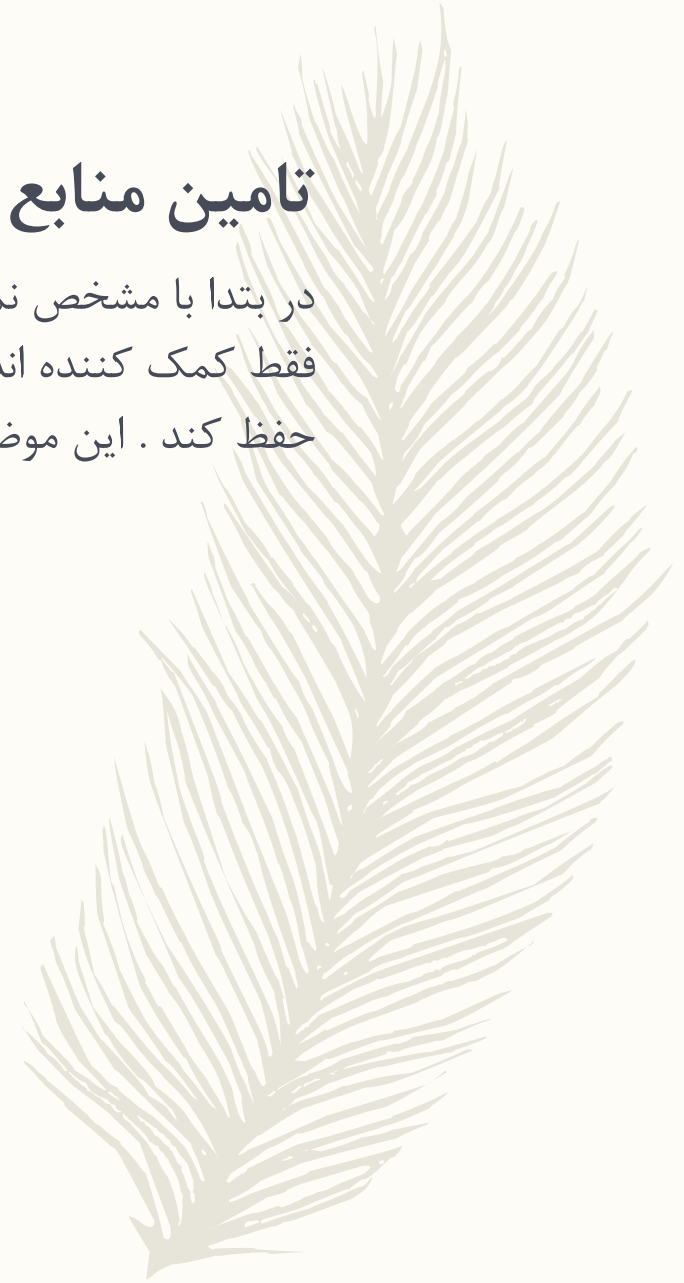 تامین منابع
در بتدا با مشخص
فقط کمک کننده
حفظ کند . این